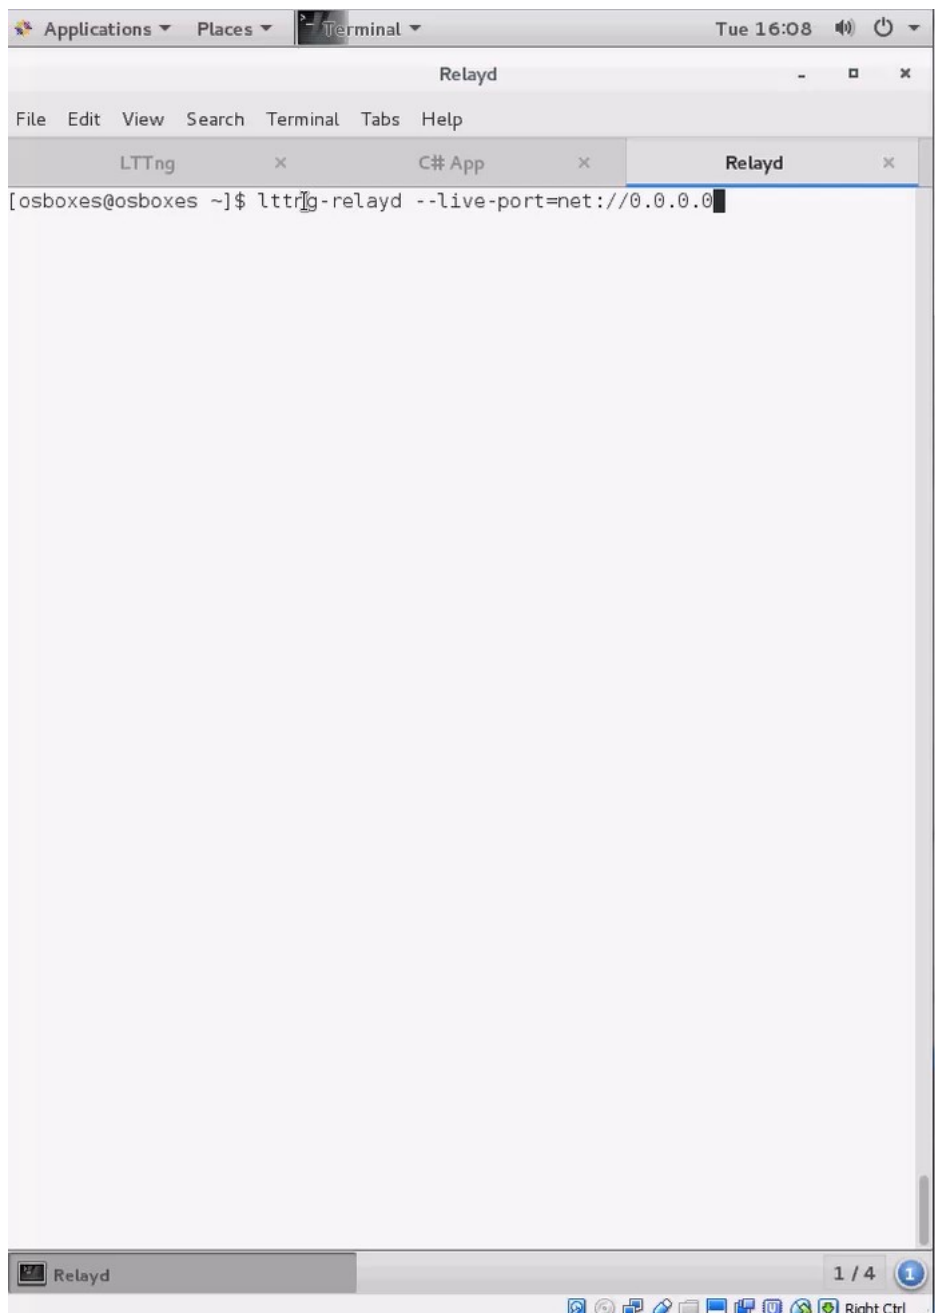 Applications Places Terminal Tue 16:08
Relayd
File Edit View Search Terminal Tabs Help
LTTng C# App Relayd
[osboxes@osboxes ~]$ lttng-relayd --live-port=net://0.0.0.0
Relayd 1 / 4 1
Right Ctrl